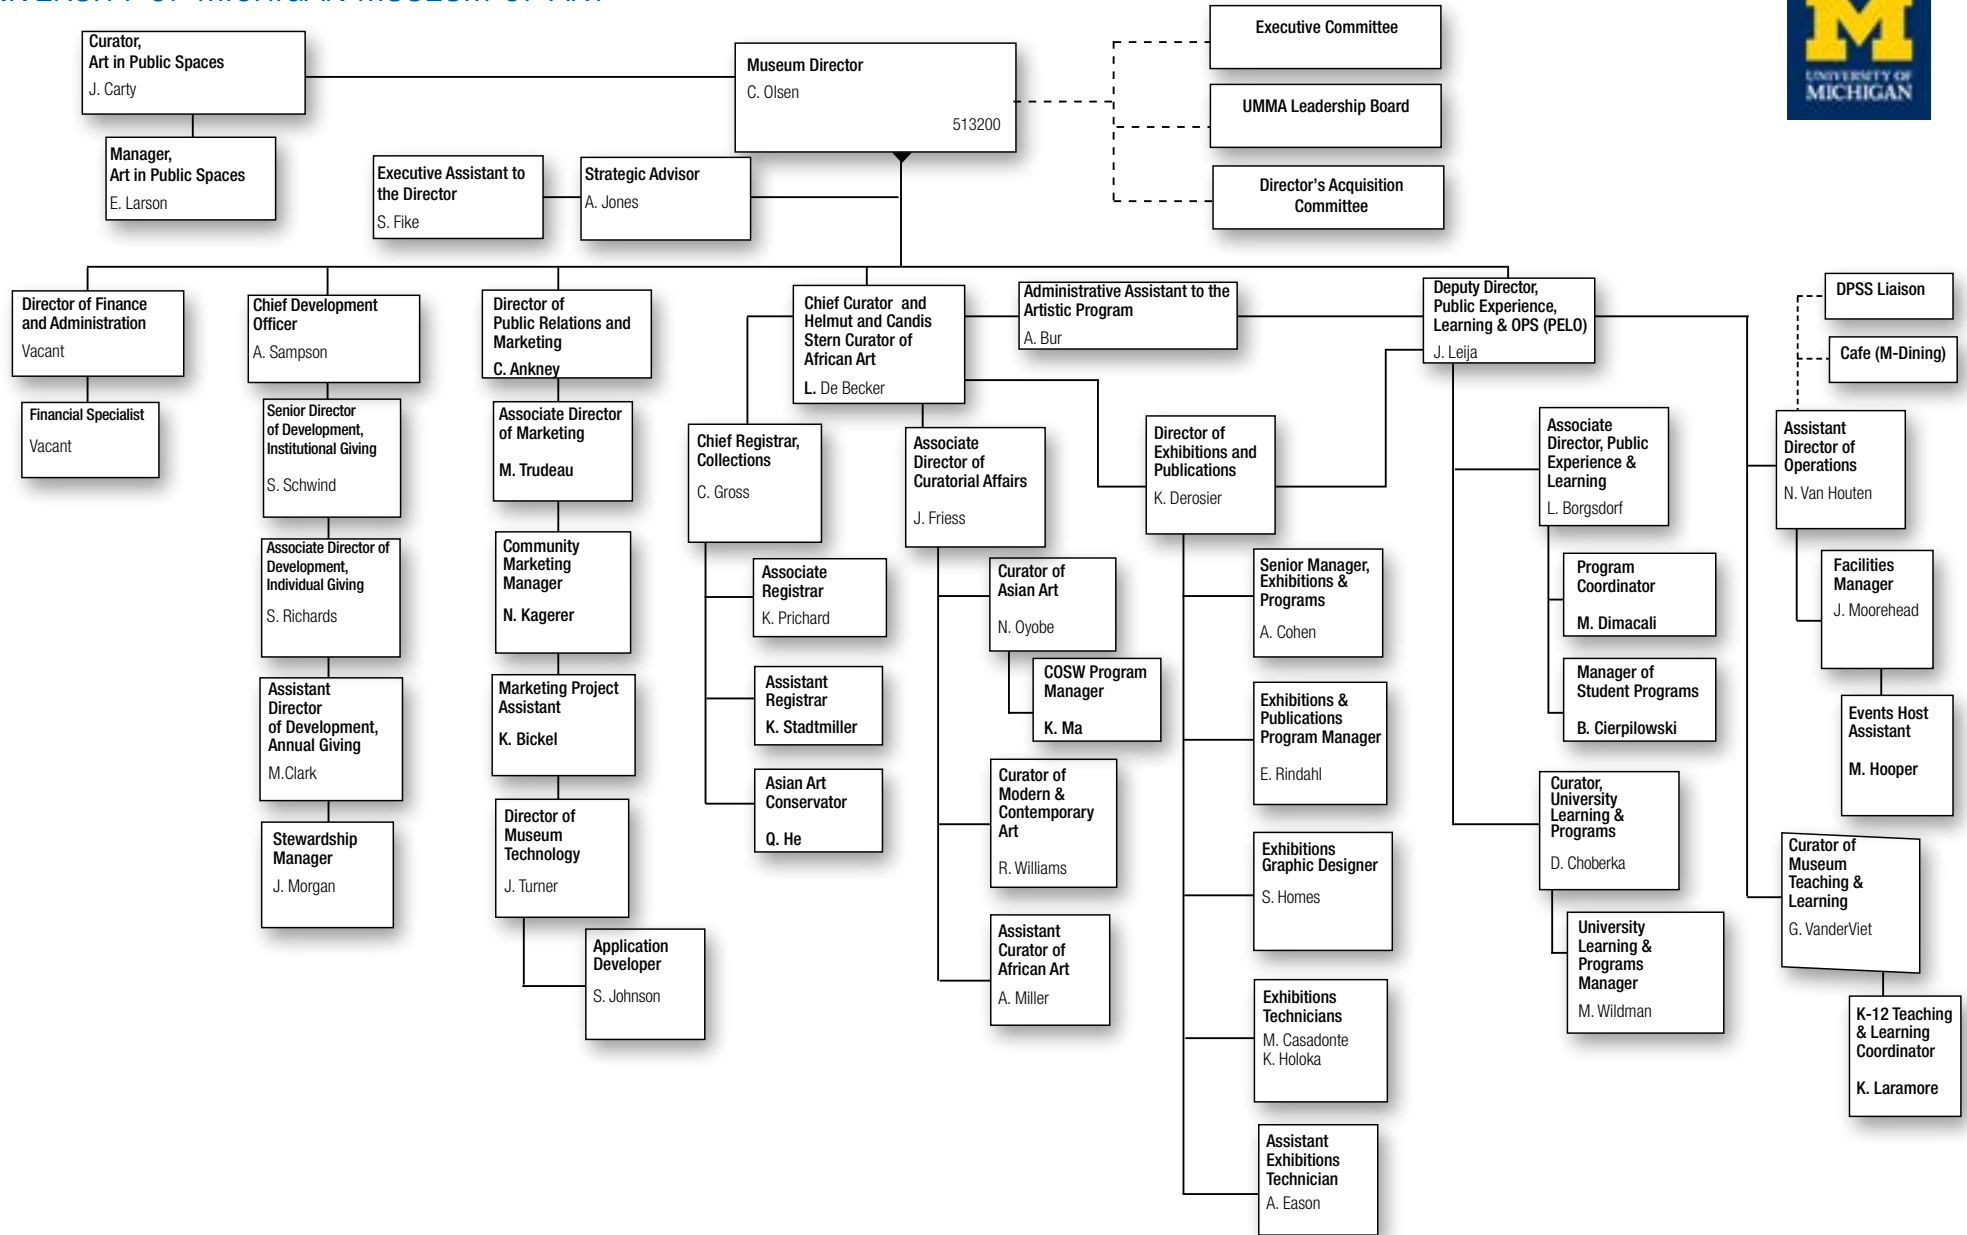 UNIVERSITY OF MICHIGAN MUSEUM OF ART
UNIVERSITY OF
MICHIGAN
Curator,
Art in Public Spaces
J. Carty
Manager,
Art in Public Spaces
E. Larson
Museum Director
C. Olsen
513200
Executive Committee
UMMA Leadership Board
Director's Acquisition
Committee
Executive Assistant to
the Director
S. Fike
Strategic Advisor
A. Jones
Director of Finance
and Administration
Vacant
Financial Specialist
Vacant
Chief Development
Officer
A. Sampson
Senior Director
of Development,
Institutional Giving
S. Schwind
Associate Director of
Development,
Individual Giving
S. Richards
Assistant
Director
of Development,
Annual Giving
M.Clark
Stewardship
Manager
J. Morgan
Director of
Public Relations and
Marketing
C. Ankney
Associate Director
of Marketing
M. Trudeau
Community
Marketing
Manager
N. Kagerer
Marketing Project
Assistant
K. Bickel
Director of
Museum
Technology
J. Turner
Application
Developer
S. Johnson
Chief Curator and
Helmut and Candis
Stern Curator of
African Art
L. De Becker
Administrative Assistant to the
Artistic Program
A. Bur
Chief Registrar,
Collections
C. Gross
Associate
Registrar
K. Prichard
Assistant
Registrar
K. Stadtmiller
Asian Art
Conservator
Q. He
Associate
Director of
Curatorial Affairs
J. Friess
Curator of
Asian Art
N. Oyobe
COSW Program
Manager
K. Ma
Curator of
Modern &
Contemporary
Art
R. Williams
Assistant
Curator of
African Art
A. Miller
Director of
Exhibitions and
Publications
K. Derosier
Senior Manager,
Exhibitions &
Programs
A. Cohen
Exhibitions &
Publications
Program Manager
E. Rindahl
Exhibitions
Graphic Designer
S. Homes
Exhibitions
Technicians
M. Casadonte
K. Holoka
Assistant
Exhibitions
Technician
A. Eason
Deputy Director,
Public Experience,
Learning & OPS (PELO)
J. Leija
Associate
Director, Public
Experience &
Learning
L. Borgsdorf
Program
Coordinator
M. Dimacali
Manager of
Student Programs
B. Cierpilowski
Curator,
University
Learning &
Programs
D. Choberka
University
Learning &
Programs
Manager
M. Wildman
DPSS Liaison
Cafe (M-Dining)
Assistant
Director of
Operations
N. Van Houten
Facilities
Manager
J. Moorehead
Events Host
Assistant
M. Hooper
Curator of
Museum
Teaching &
Learning
G. VanderViet
K-12 Teaching
& Learning
Coordinator
K. Laramore